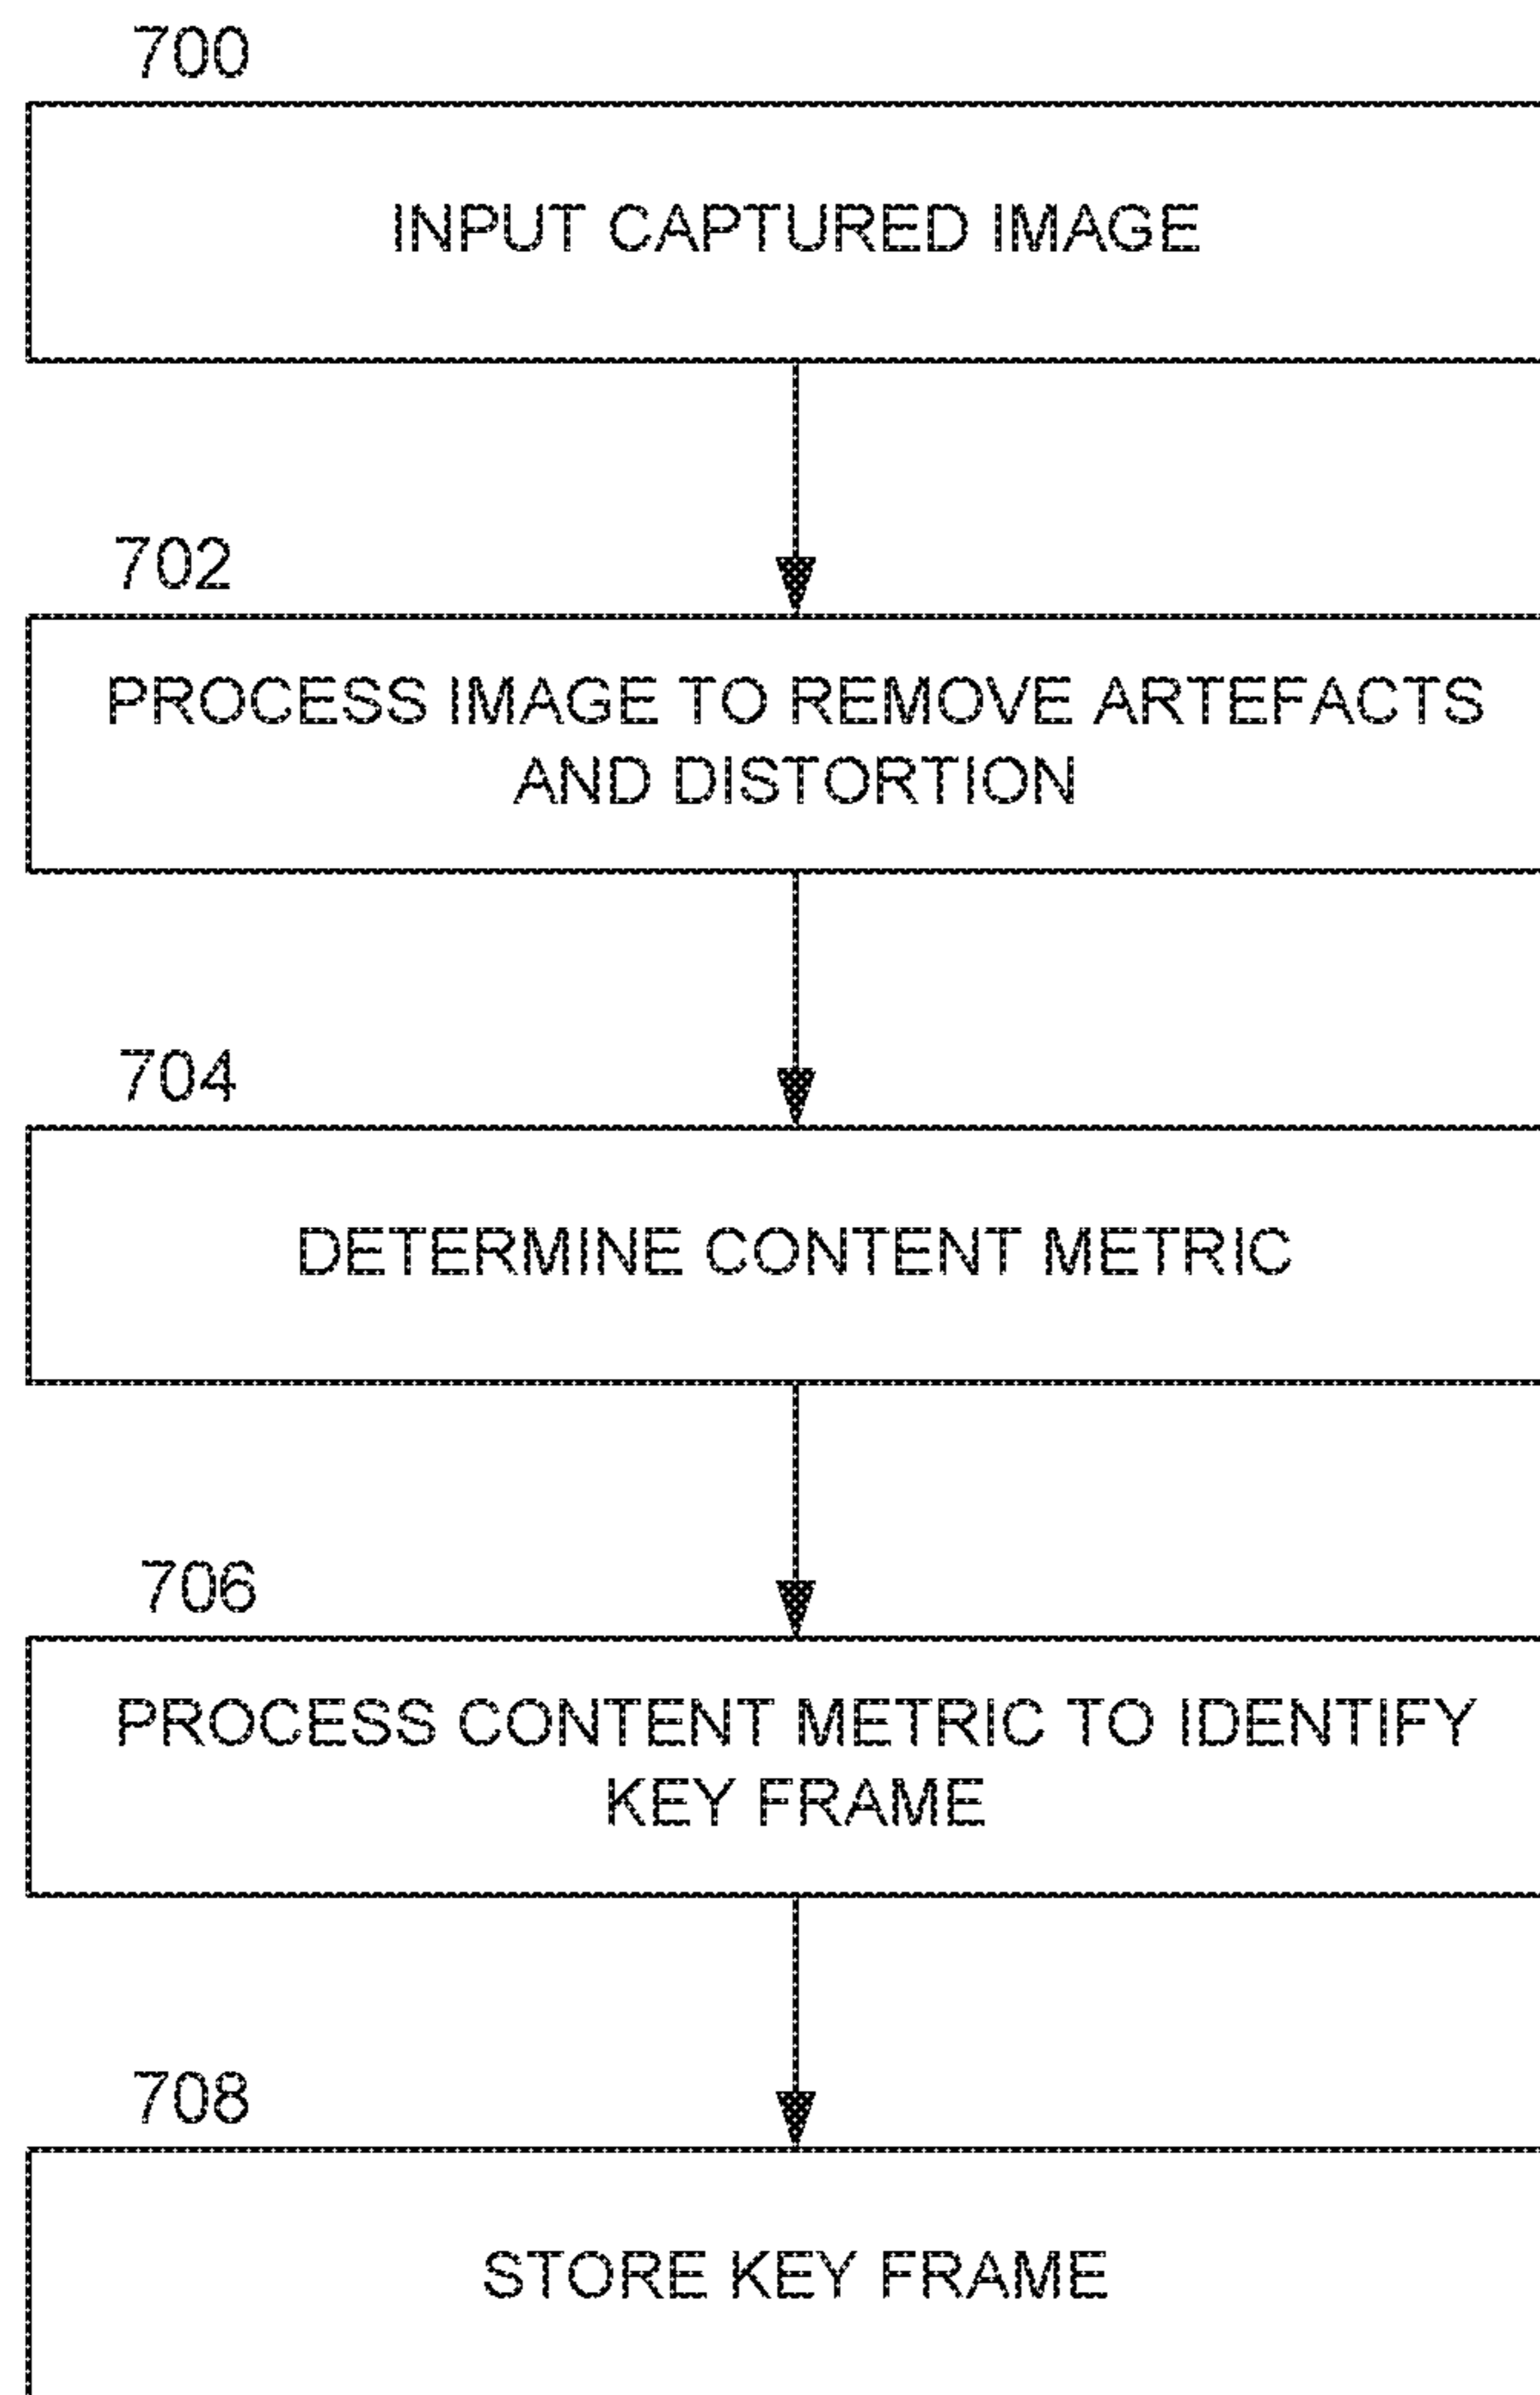 700
INPUT CAPTURED IMAGE
702
PROCESS IMAGE TO REMOVE ARTEFACTS
AND DISTORTION
704
DETERMINE CONTENT METRIC
706
PROCESS CONTENT METRIC TO IDENTIFY
KEY FRAME
708
STORE KEY FRAME